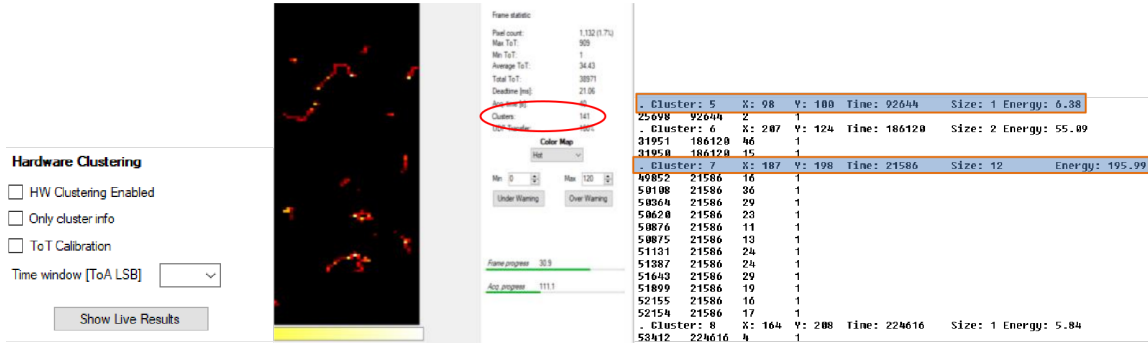 Hardware Clustering
HW Clustering Enabled
Only cluster info
ToT Calibration
Time window [ToA LSB]
Show Live Results
Frame statistic
Pixel count: 1,132 (1.7%)
Max ToT: 909
Min ToT: 1
Average ToT: 34.43
Total ToT: 38971
Deadtime [ms]: 21.06
Clusters: 141
Color Map
Hot
Min 0 Max 120
Under Warning Over Warning
Frame progress 30.9
Acq. progress 111.1
. Cluster: 5 X: 98 Y: 100 Time: 92644 Size: 1 Energy: 6.38
25698 92644 2 1
. Cluster: 6 X: 207 Y: 124 Time: 186120 Size: 2 Energy: 55.09
31951 186120 46 1
31950 186120 15 1
. Cluster: 7 X: 187 Y: 198 Time: 21586 Size: 12 Energy: 195.99
49852 21586 16 1
50108 21586 36 1
50364 21586 29 1
50620 21586 23 1
50876 21586 11 1
50875 21586 13 1
51131 21586 24 1
51387 21586 24 1
51643 21586 29 1
51899 21586 19 1
52155 21586 16 1
52154 21586 17 1
. Cluster: 8 X: 164 Y: 208 Time: 224616 Size: 1 Energy: 5.84
53412 224616 4 1